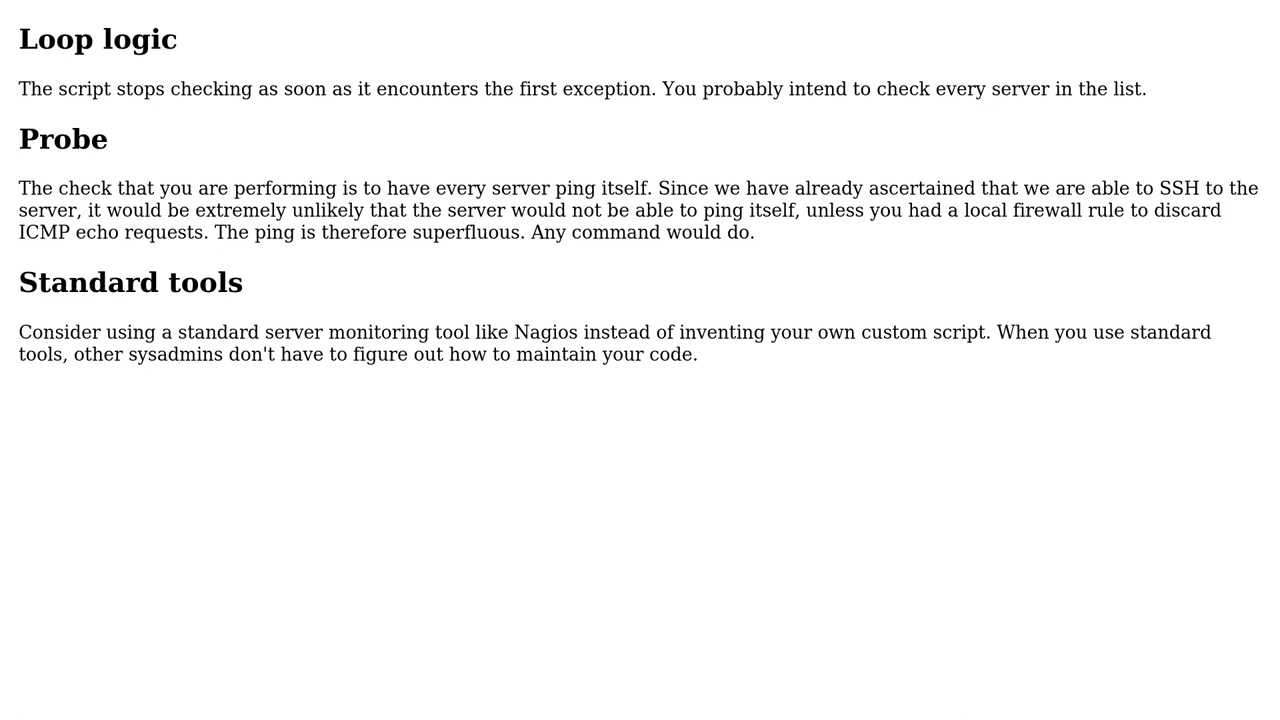 Loop logic
The script stops checking as soon as it encounters the first exception. You probably intend to check every server in the list.
Probe
The check that you are performing is to have every server ping itself. Since we have already ascertained that we are able to SSH to the
server, it would be extremely unlikely that the server would not be able to ping itself, unless you had a local firewall rule to discard
ICMP echo requests. The ping is therefore superfluous. Any command would do.
Standard tools
Consider using a standard server monitoring tool like Nagios instead of inventing your own custom script. When you use standard
tools, other sysadmins don't have to figure out how to maintain your code.